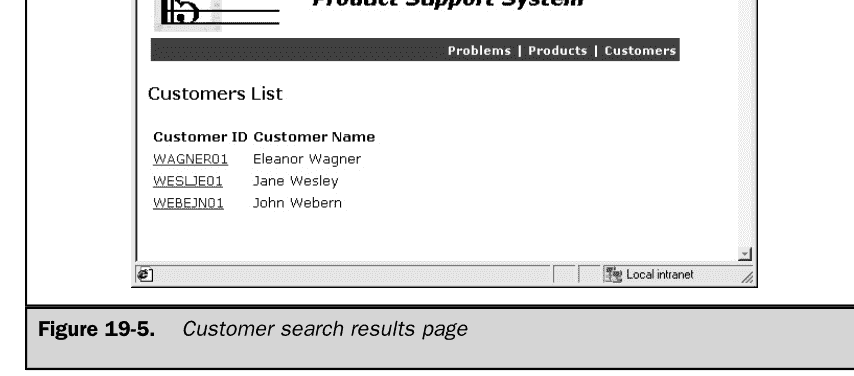 Product Support System
Problems | Products | Customers
Customers List
Customer ID Customer Name
WAGNER01 Eleanor Wagner
WESLJE01 Jane Wesley
WEBEJN01 John Webern
Local intranet
Figure 19-5. Customer search results page